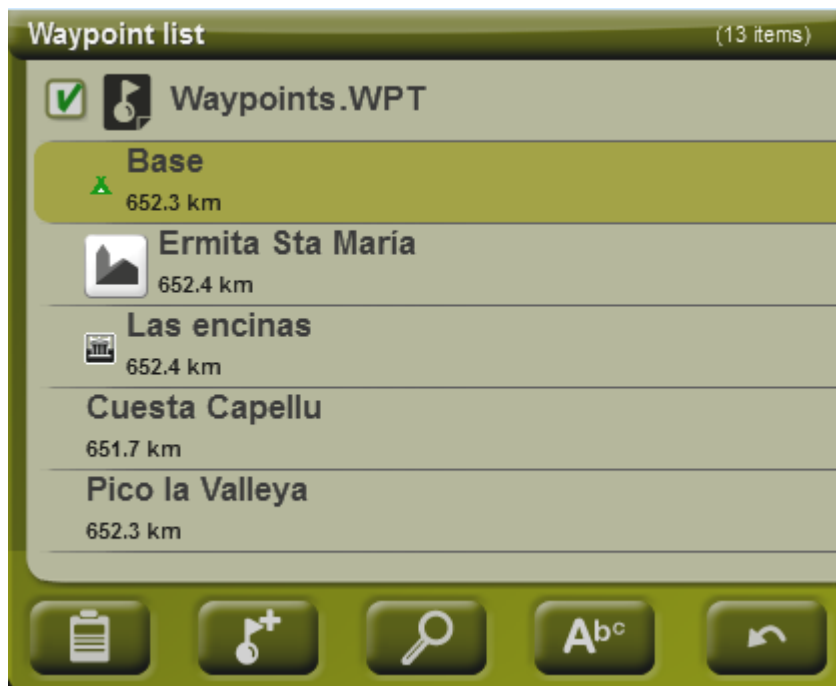 Waypoint list
(13 items)
Waypoints.WPT
Base
652.3 km
Ermita Sta María
652.4 km
Las encinas
652.4 km
Cuesta Capellu
651.7 km
Pico la Valleya
652.3 km
Abc